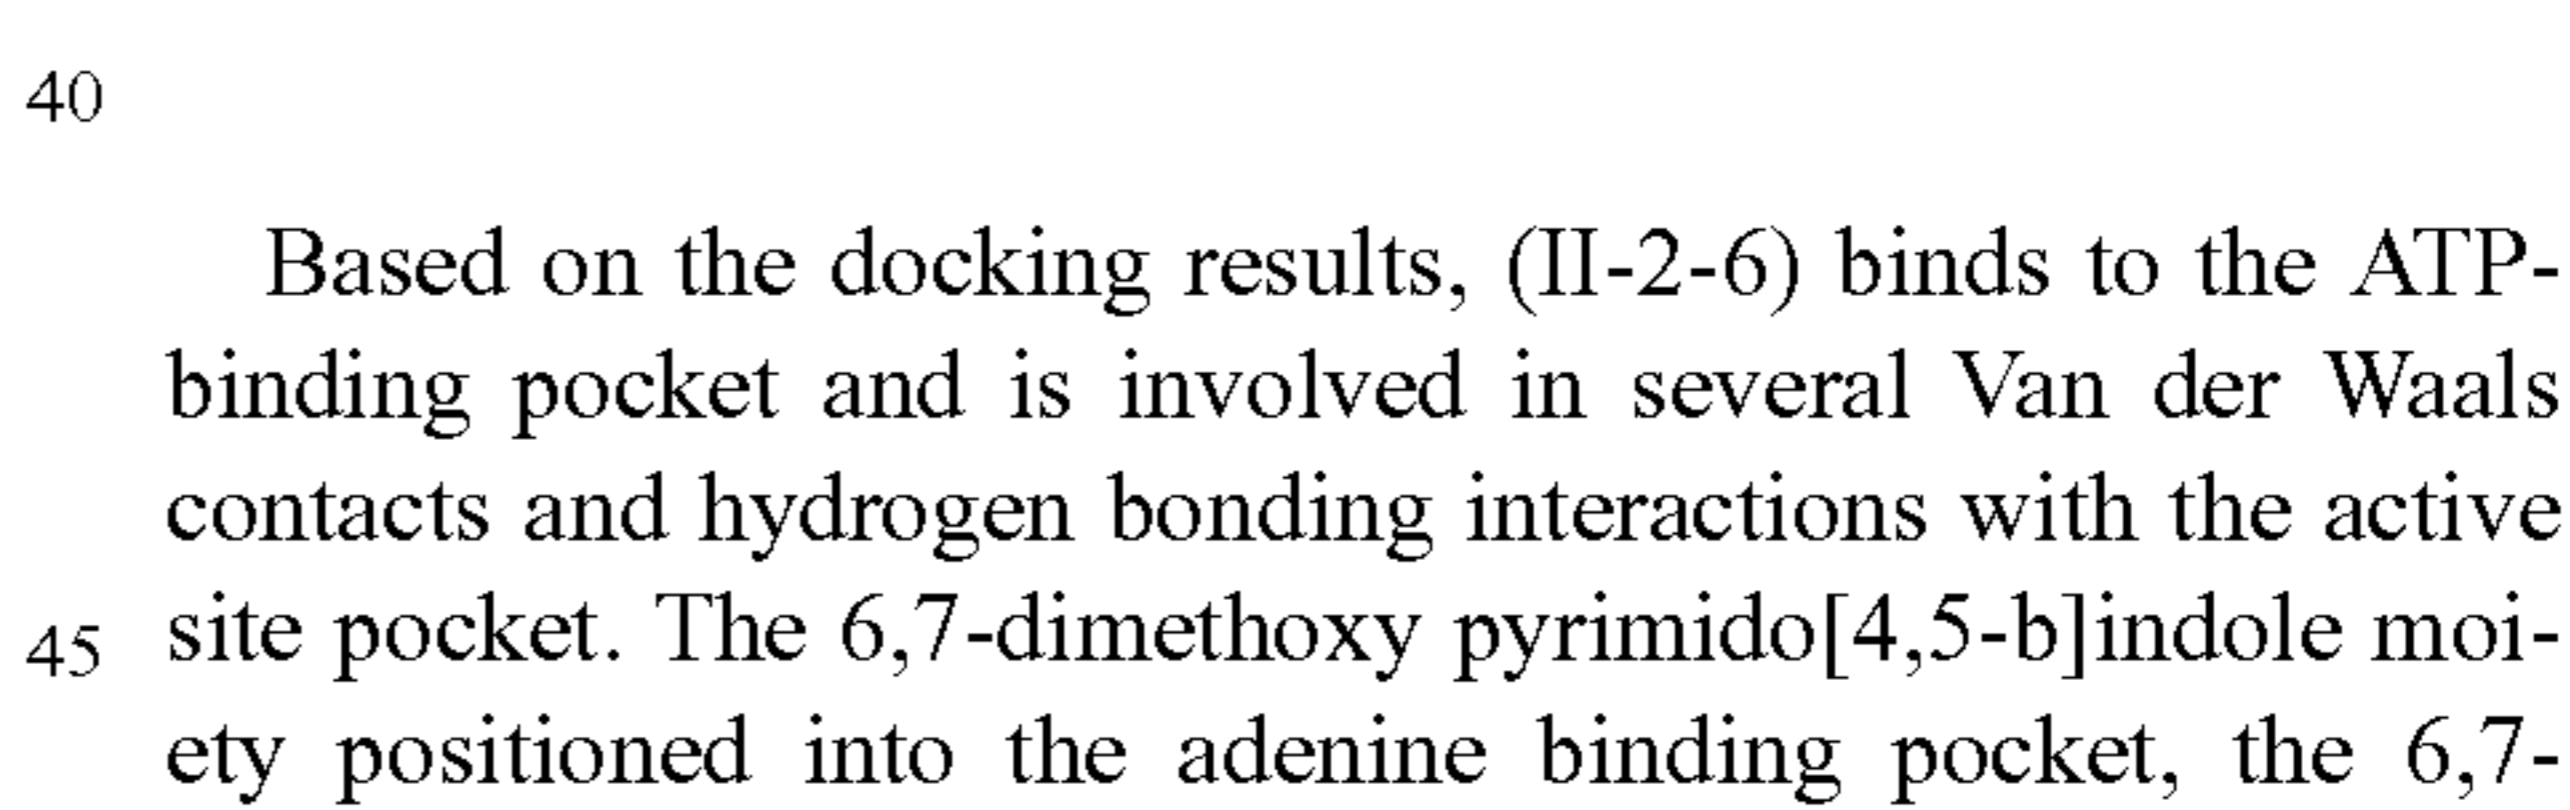 40
Based on the docking results, (II-2-6) binds to the ATP-
binding pocket and is involved in several Van der Waals
contacts and hydrogen bonding interactions with the active
45 site pocket. The 6,7-dimethoxy pyrimido[4,5-b]indole moi-
ety positioned into the adenine binding pocket, the 6,7-